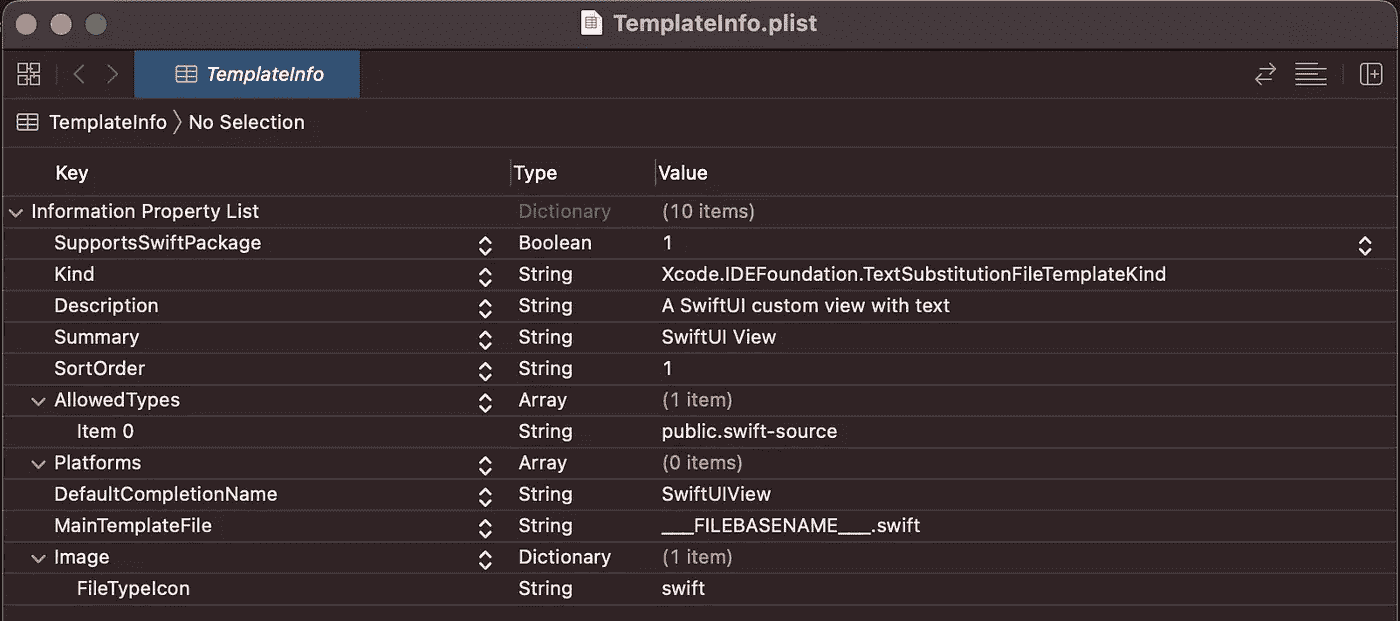 TemplateInfo.plist
TemplateInfo
TemplateInfo 〉 No Selection
Key Type Value
Information Property List Dictionary (10 items)
SupportsSwiftPackage Boolean 1
Kind String Xcode.IDEFoundation.TextSubstitutionFileTemplateKind
Description String A SwiftUI custom view with text
Summary String SwiftUI View
SortOrder String 1
AllowedTypes Array (1 item)
Item 0 String public.swift-source
Platforms Array (0 items)
DefaultCompletionName String SwiftUIView
MainTemplateFile String ___FILEBASENAME___.swift
Image Dictionary (1 item)
FileTypeIcon String swift